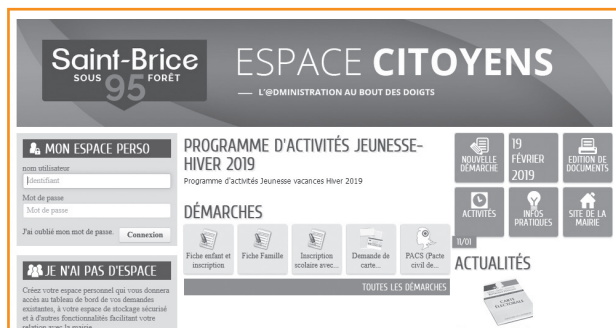 Saint-Brice
SOUS FORÊT
95
ESPACE CITOYENS
L'@DMINISTRATION AU BOUT DES DOIGTS
MON ESPACE PERSO
nom utilisateur
Identifiant
Mot de passe
Mot de passe
J'ai oublié mon mot de passe.
Connexion
JE N'AI PAS D'ESPACE
Créez votre espace personnel qui vous donnera
accès au tableau de bord de vos demandes
existantes, à votre espace de stockage sécurisé
et à d'autres fonctionnalités facilitant votre
relation avec la mairie.
PROGRAMME D'ACTIVITÉS JEUNESSE-
HIVER 2019
Programme d'activités Jeunesse vacances Hiver 2019
DÉMARCHES
Fiche enfant et
inscription
Fiche Famille
Inscription
scolaire avec...
Demande de
carte...
PACS (Pacte
civil de...
TOUTES LES DÉMARCHES
NOUVELLE
DÉMARCHE
19
FÉVRIER
2019
EDITION DE
DOCUMENTS
ACTIVITÉS
INFOS
PRATIQUES
SITE DE LA
MAIRIE
11/01
ACTUALITÉS
CARTE
ELECTORALE